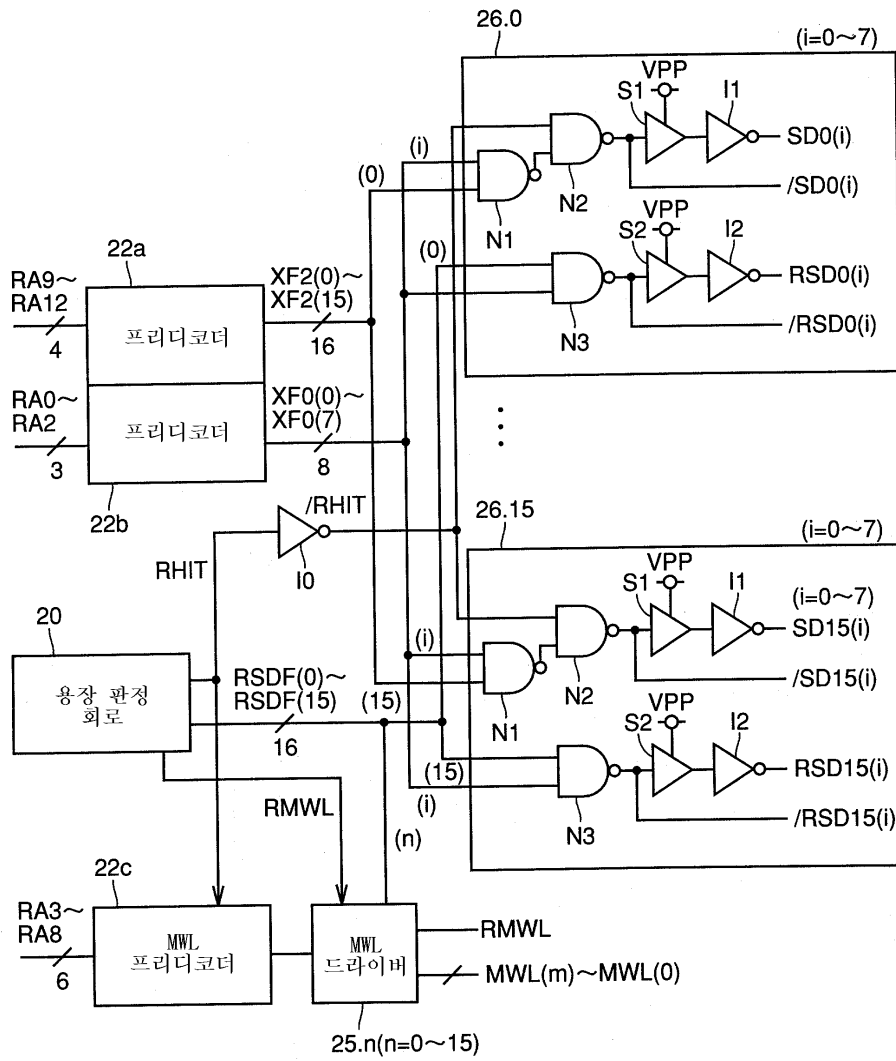 26.0
(i=0~7)
VPP
S1
I1
SD0(i)
(i)
(0)
/SD0(i)
N2
N1
VPP
S2
I2
(0)
RSD0(i)
22a
RA9~
RA12
XF2(0)~
XF2(15)
N3
/RSD0(i)
프리디코더
4
16
RA0~
RA2
XF0(0)~
XF0(7)
프리디코더
3
8
22b
/RHIT
26.15
(i=0~7)
RHIT
I0
VPP
S1
I1
(i=0~7)
SD15(i)
20
(i)
용장 판정
회로
RSDF(0)~
RSDF(15)
(15)
N2
/SD15(i)
N1
VPP
16
S2
I2
(15)
RSD15(i)
(i)
RMWL
N3
/RSD15(i)
(n)
22c
RA3~
RA8
MWL
프리디코더
MWL
드라이버
RMWL
6
MWL(m)~MWL(0)
25.n(n=0~15)